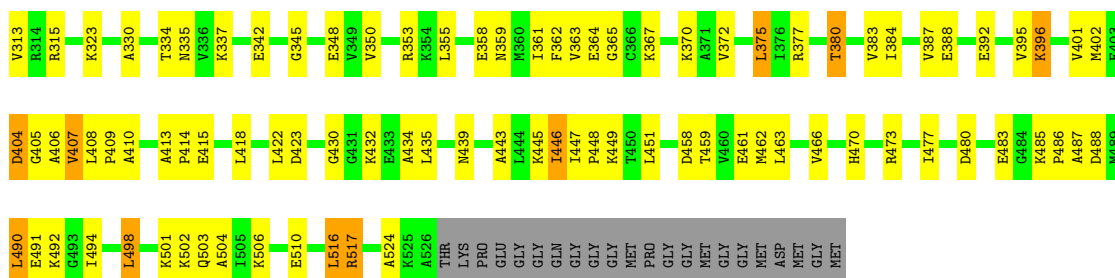 V313 R314 R315 K323 A330 T334 N335 V336 K337 E342 G345 E348 V349 V350 R353 K354 L355 E358 N359 M360 I361 F362 V363 E364 G365 C366 K367 K370 A371 V372 L375 I376 R377 T380 V383 I384 V387 E388 E392 V395 K396 V401 M402 E403
D404 G405 A406 V407 L408 P409 A410 A413 P414 E415 L418 L422 D423 G430 G431 K432 E433 A434 L435 N439 A443 L444 K445 I446 I447 P448 K449 T450 L451 D458 T459 V460 E461 M462 L463 V466 H470 R473 I477 D480 E483 G484 K485 P486 A487 D488 M489
L490 E491 K492 G493 I494 L498 K501 K502 Q503 A504 I505 K506 E510 L516 R517 A524 K525 A526 THR LYS PRO GLU GLY GLY GLN GLY GLY GLY GLY MET PRO GLY GLY MET GLY GLY MET ASP MET GLY MET